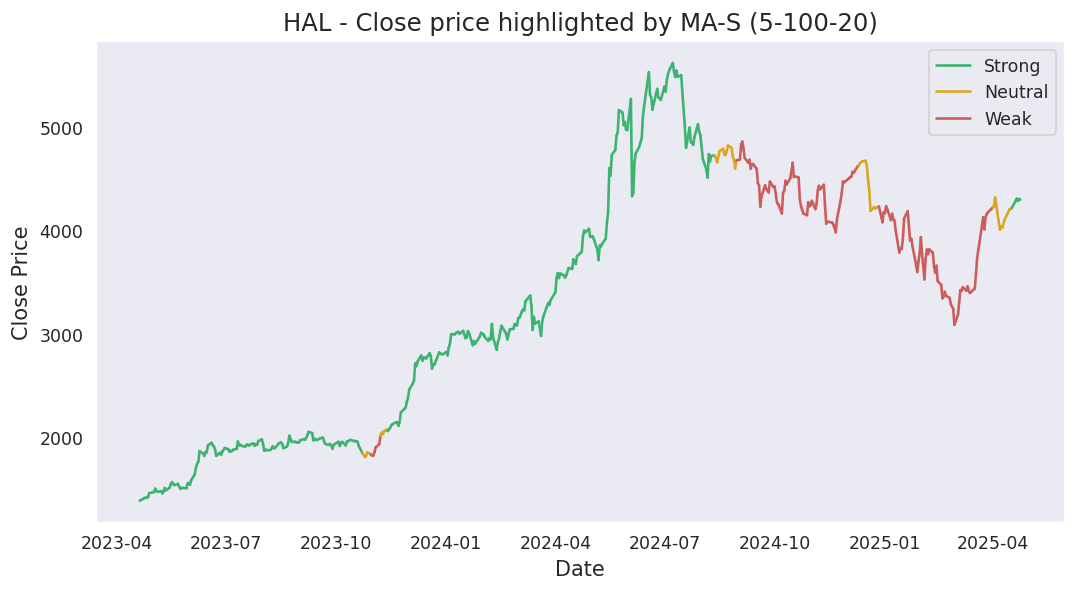 HAL - Close price highlighted by MA-S (5-100-20)
Strong
Neutral
Weak
Close Price
5000
4000
3000
2000
2023-04 2023-07 2023-10 2024-01 2024-04 2024-07 2024-10 2025-01 2025-04
Date